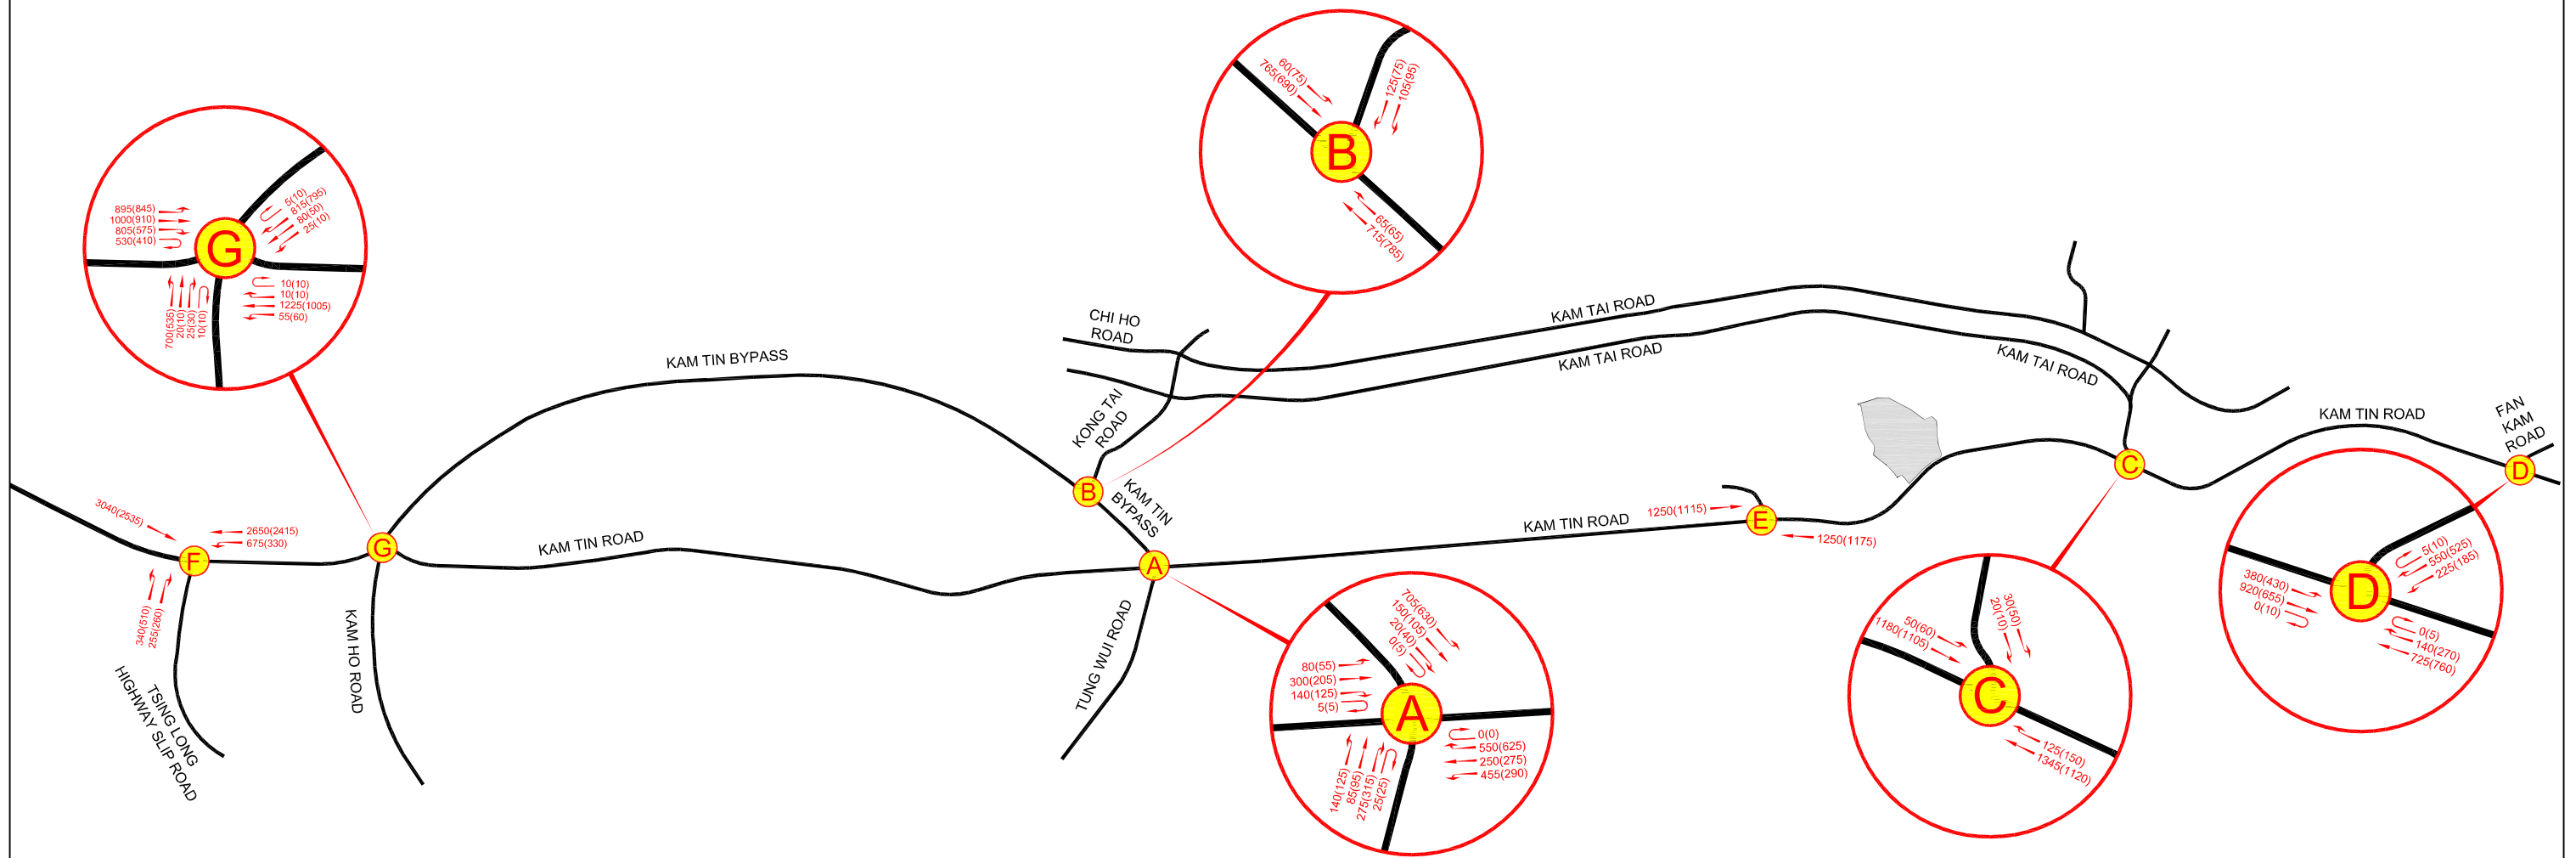 895(845)
1000(910)
805(575)
530(410)
5(10)
815(795)
80(50)
25(10)
G
10(10)
10(10)
1225(1005)
55(60)
700(535)
20(10)
25(30)
10(10)
60(75)
765(690)
125(75)
105(95)
B
65(65)
715(785)
CHI HO
ROAD
KAM TAI ROAD
KAM TAI ROAD
KAM TAI ROAD
KAM TIN BYPASS
KONG TAI
ROAD
KAM TIN ROAD
FAN
KAM
ROAD
D
C
B
KAM TIN
BYPASS
3040(2535)
2650(2415)
675(330)
F
G
KAM TIN ROAD
A
KAM TIN ROAD
1250(1115)
E
1250(1175)
340(510)
255(260)
TSING LONG
HIGHWAY SLIP ROAD
KAM HO ROAD
TUNG WUI ROAD
705(630)
150(105)
20(40)
0(5)
80(55)
300(205)
140(125)
5(5)
A
0(0)
550(625)
250(275)
455(290)
140(125)
85(95)
275(315)
25(25)
50(60)
1180(1105)
30(50)
20(10)
C
125(150)
1345(1120)
5(10)
550(525)
225(185)
380(430)
920(655)
0(10)
D
0(5)
140(270)
725(760)